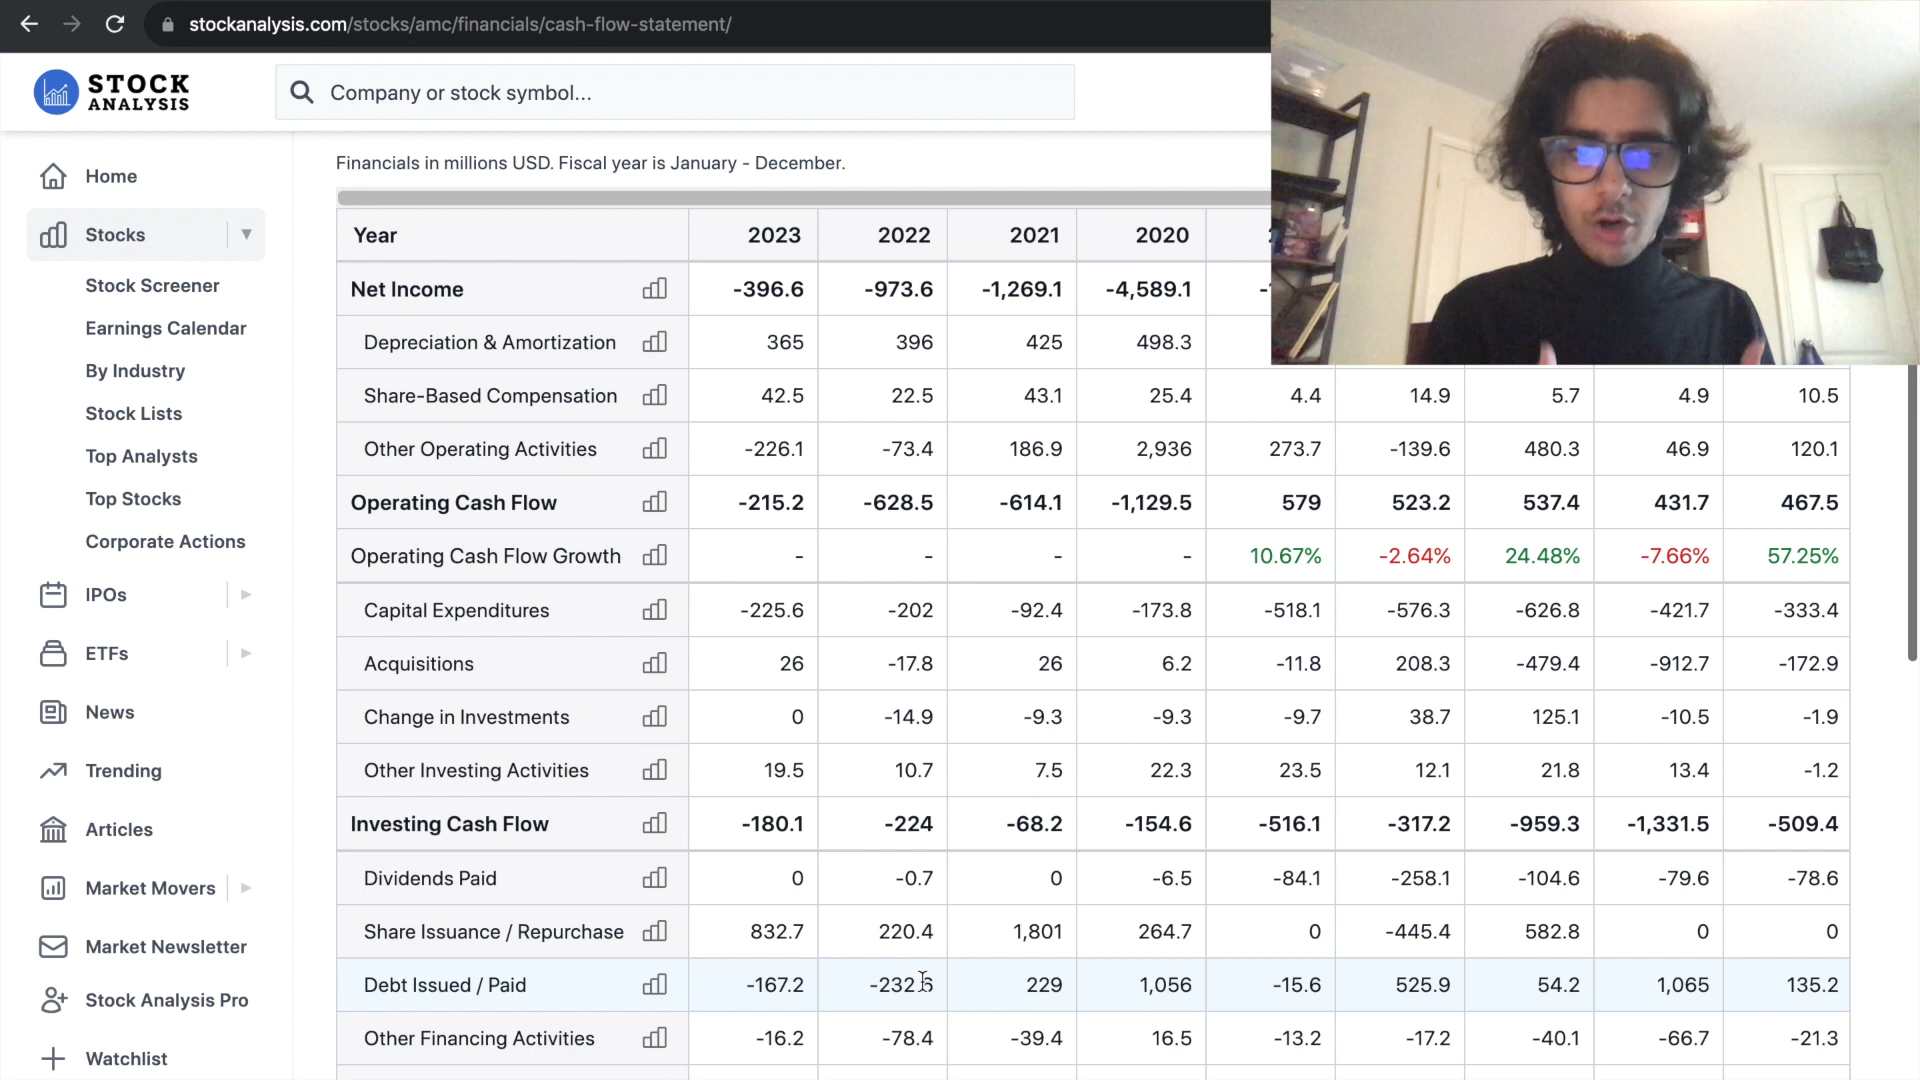 stockanalysis.com/stocks/amc/financials/cash-flow-statement/
STOCK
ANALYSIS
Company or stock symbol...
Home
Stocks
Stock Screener
Earnings Calendar
By Industry
Stock Lists
Top Analysts
Top Stocks
Corporate Actions
IPOs
ETFs
News
Trending
Articles
Market Movers
Market Newsletter
Stock Analysis Pro
Watchlist
Financials in millions USD. Fiscal year is January - December.
Year 2023 2022 2021 2020
Net Income -396.6 -973.6 -1,269.1 -4,589.1
Depreciation & Amortization 365 396 425 498.3
Share-Based Compensation 42.5 22.5 43.1 25.4 4.4 14.9 5.7 4.9 10.5
Other Operating Activities -226.1 -73.4 186.9 2,936 273.7 -139.6 480.3 46.9 120.1
Operating Cash Flow -215.2 -628.5 -614.1 -1,129.5 579 523.2 537.4 431.7 467.5
Operating Cash Flow Growth - - - - 10.67% -2.64% 24.48% -7.66% 57.25%
Capital Expenditures -225.6 -202 -92.4 -173.8 -518.1 -576.3 -626.8 -421.7 -333.4
Acquisitions 26 -17.8 26 6.2 -11.8 208.3 -479.4 -912.7 -172.9
Change in Investments 0 -14.9 -9.3 -9.3 -9.7 38.7 125.1 -10.5 -1.9
Other Investing Activities 19.5 10.7 7.5 22.3 23.5 12.1 21.8 13.4 -1.2
Investing Cash Flow -180.1 -224 -68.2 -154.6 -516.1 -317.2 -959.3 -1,331.5 -509.4
Dividends Paid 0 -0.7 0 -6.5 -84.1 -258.1 -104.6 -79.6 -78.6
Share Issuance / Repurchase 832.7 220.4 1,801 264.7 0 -445.4 582.8 0 0
Debt Issued / Paid -167.2 -232.6 229 1,056 -15.6 525.9 54.2 1,065 135.2
Other Financing Activities -16.2 -78.4 -39.4 16.5 -13.2 -17.2 -40.1 -66.7 -21.3